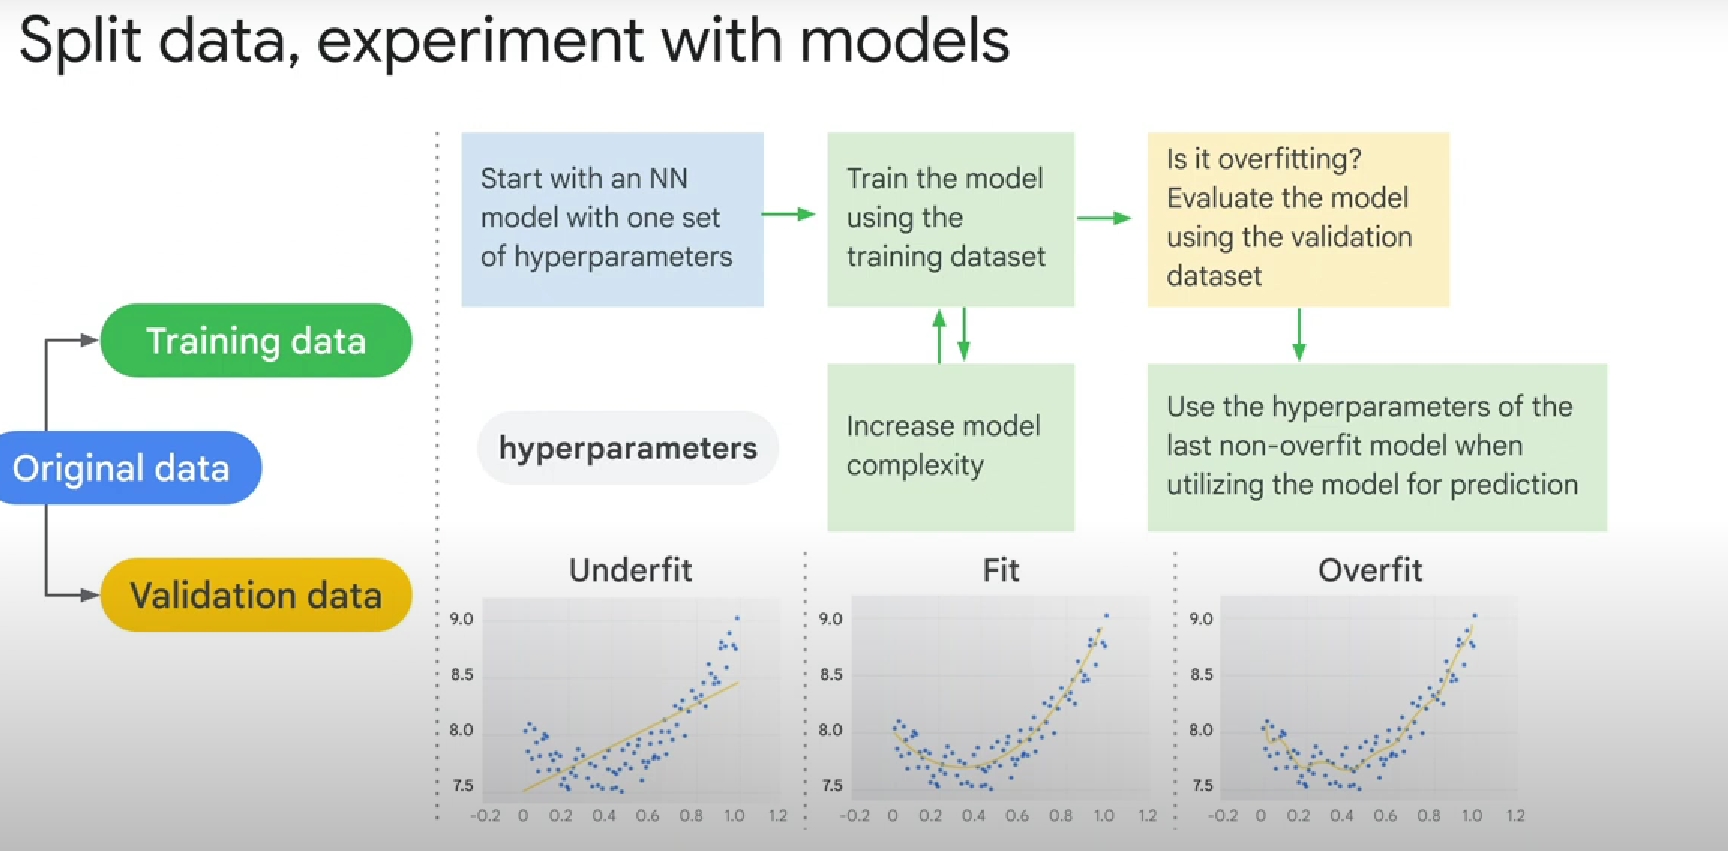 Split data, experiment with models
Training data
Original data
Validation data
Start with an NN
model with one set
of hyperparameters
Train the model
using the
training dataset
Is it overfitting?
Evaluate the model
using the validation
dataset
hyperparameters
Increase model
complexity
Use the hyperparameters of the
last non-overfit model when
utilizing the model for prediction
Underfit
9.0
8.5
8.0
7.5
-0.2 0 0.2 0.4 0.6 0.8 1.0 1.2
Fit
9.0
8.5
8.0
7.5
-0.2 0 0.2 0.4 0.6 0.8 1.0 1.2
Overfit
9.0
8.5
8.0
7.5
-0.2 0 0.2 0.4 0.6 0.8 1.0 1.2